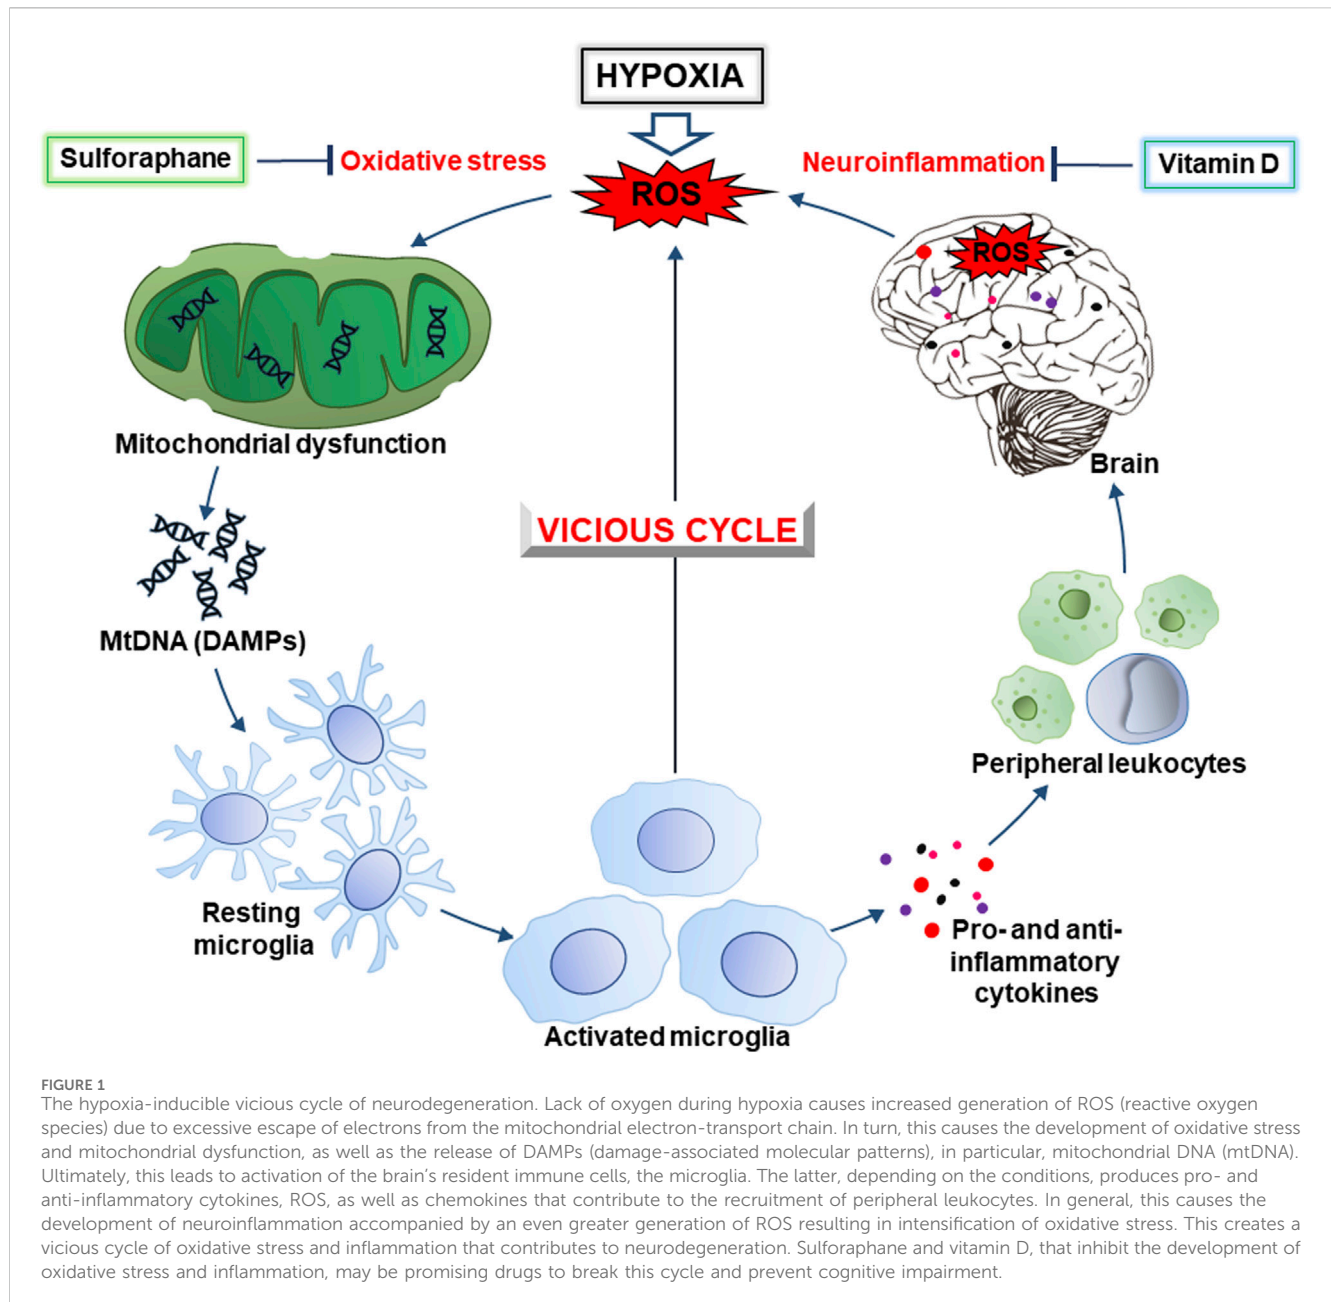 HYPOXIA
Sulforaphane
Oxidative stress
ROS
Neuroinflammation
Vitamin D
ROS
Mitochondrial dysfunction
Brain
VICIOUS CYCLE
MtDNA (DAMPs)
Peripheral leukocytes
Resting
microglia
Pro- and anti-
inflammatory
cytokines
Activated microglia
FIGURE 1
The hypoxia-inducible vicious cycle of neurodegeneration. Lack of oxygen during hypoxia causes increased generation of ROS (reactive oxygen
species) due to excessive escape of electrons from the mitochondrial electron-transport chain. In turn, this causes the development of oxidative stress
and mitochondrial dysfunction, as well as the release of DAMPs (damage-associated molecular patterns), in particular, mitochondrial DNA (mtDNA).
Ultimately, this leads to activation of the brain's resident immune cells, the microglia. The latter, depending on the conditions, produces pro- and
anti-inflammatory cytokines, ROS, as well as chemokines that contribute to the recruitment of peripheral leukocytes. In general, this causes the
development of neuroinflammation accompanied by an even greater generation of ROS resulting in intensification of oxidative stress. This creates a
vicious cycle of oxidative stress and inflammation that contributes to neurodegeneration. Sulforaphane and vitamin D, that inhibit the development of
oxidative stress and inflammation, may be promising drugs to break this cycle and prevent cognitive impairment.